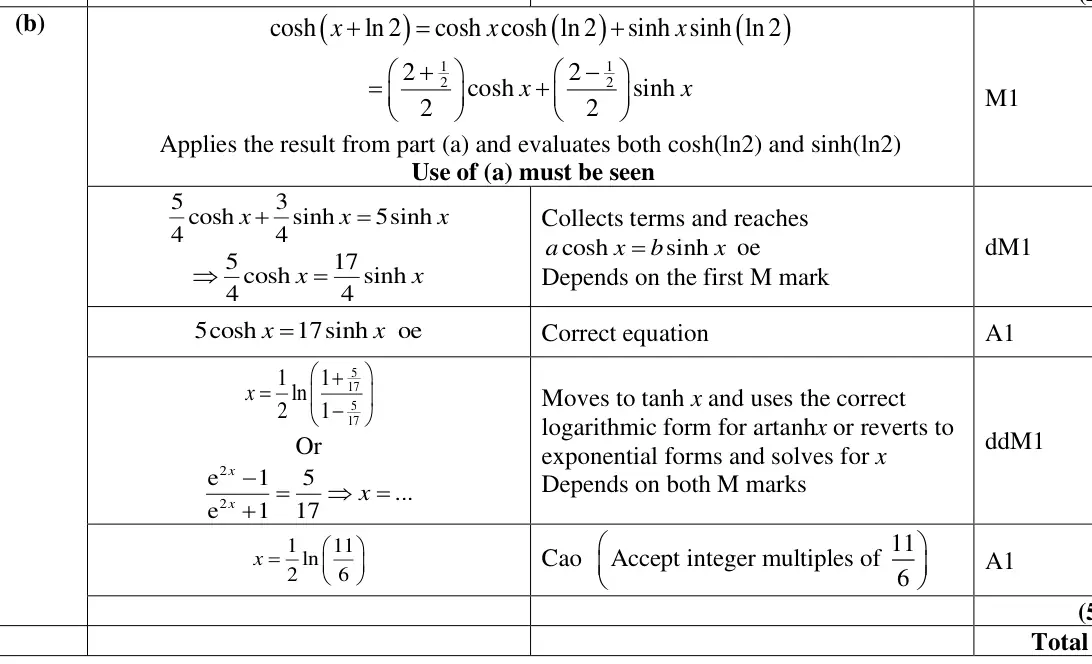 (b)
cosh(x + ln 2) = cosh x cosh(ln 2) + sinh x sinh(ln 2)
= ((2 + 1/2)/2) cosh x + ((2 − 1/2)/2) sinh x
Applies the result from part (a) and evaluates both cosh(ln2) and sinh(ln2)
Use of (a) must be seen
M1
5/4 cosh x + 3/4 sinh x = 5 sinh x
⇒ 5/4 cosh x = 17/4 sinh x
Collects terms and reaches
a cosh x = b sinh x oe
Depends on the first M mark
dM1
5cosh x = 17sinh x oe
Correct equation
A1
x = 1/2 ln((1 + 5/17)/(1 − 5/17))
Or
(e^{2x} − 1)/(e^{2x} + 1) = 5/17 ⇒ x = ...
Moves to tanh x and uses the correct
logarithmic form for artanhx or reverts to
exponential forms and solves for x
Depends on both M marks
ddM1
x = 1/2 ln(11/6)
Cao (Accept integer multiples of 11/6)
A1
(5
Total